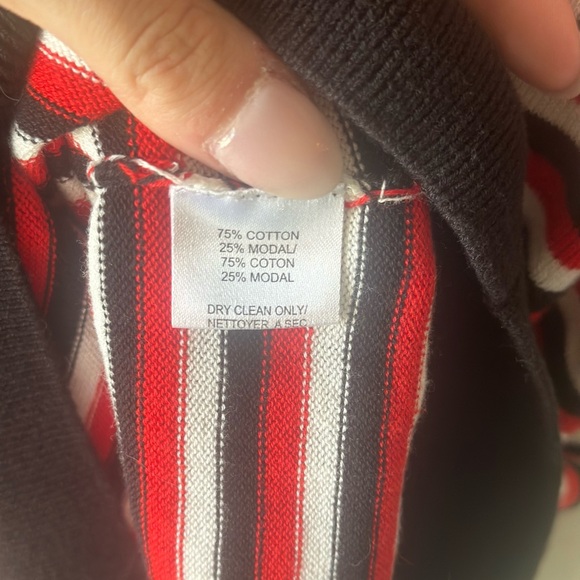 75% COTTON
25% MODAL/
75% COTON
25% MODAL
DRY CLEAN ONLY/
NETTOYER A SEC